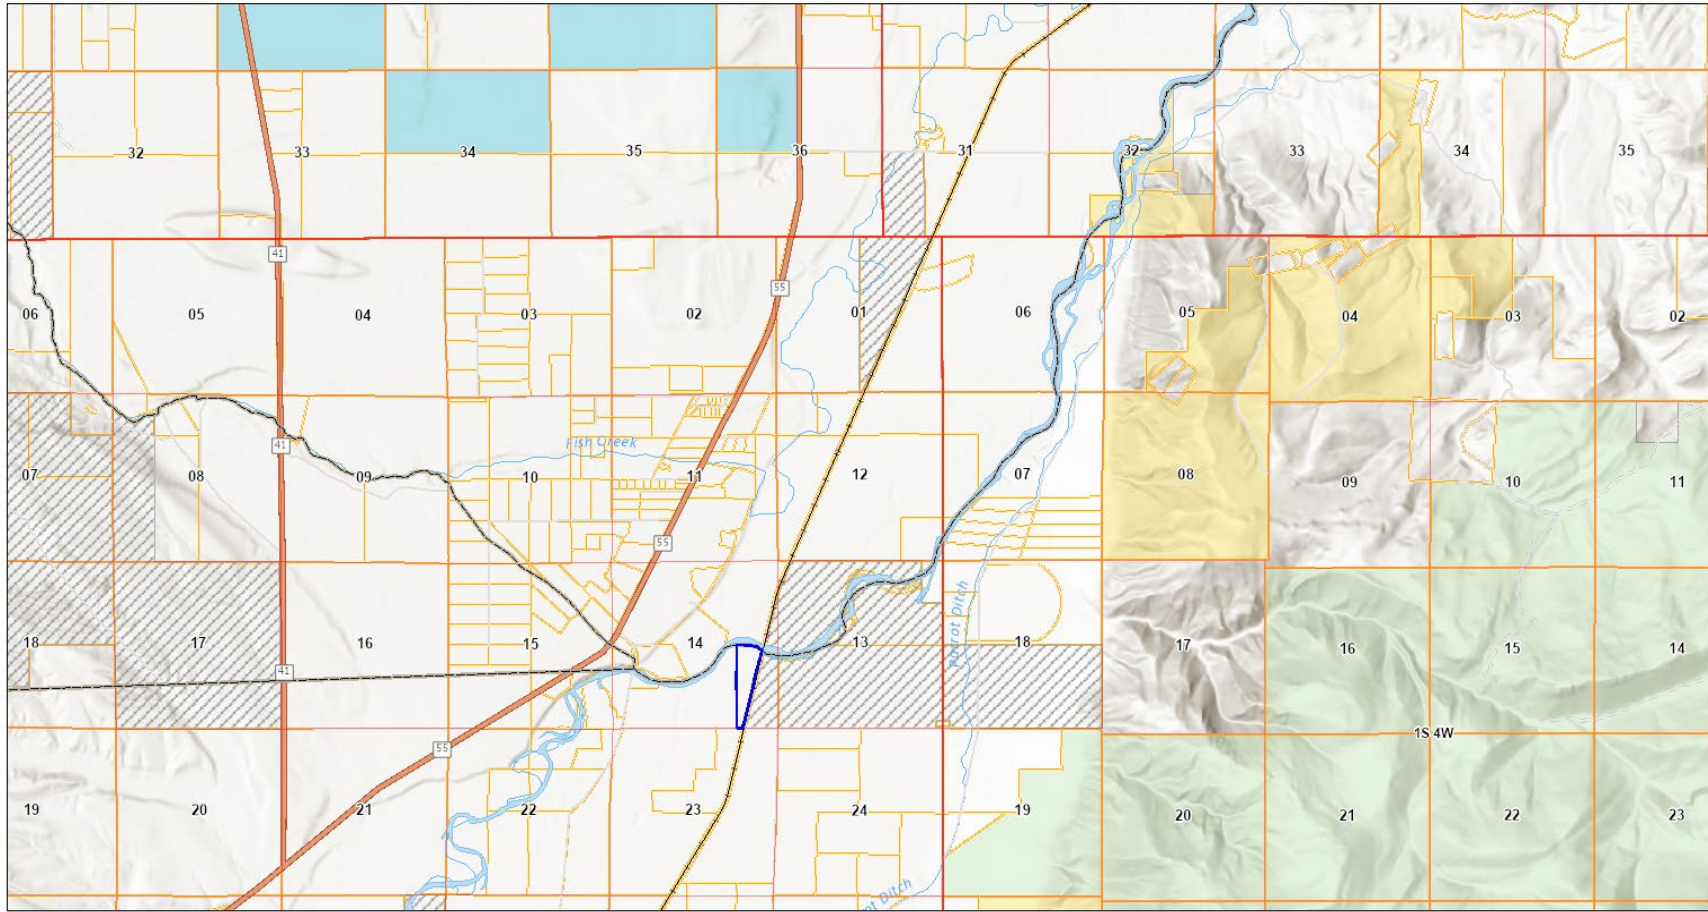 32 33 34 35 36 31 32 33 34 35
41
06 05 04 03 02 01 06 05 04 03 02
55
41
Fish Creek
07 08 09 10 11 12 07 08 09 10 11
55
Parrot Ditch
18 17 16 15 14 13 18 17 16 15 14
41
55
1S 4W
19 20 21 22 23 24 19 20 21 22 23
ot Ditch